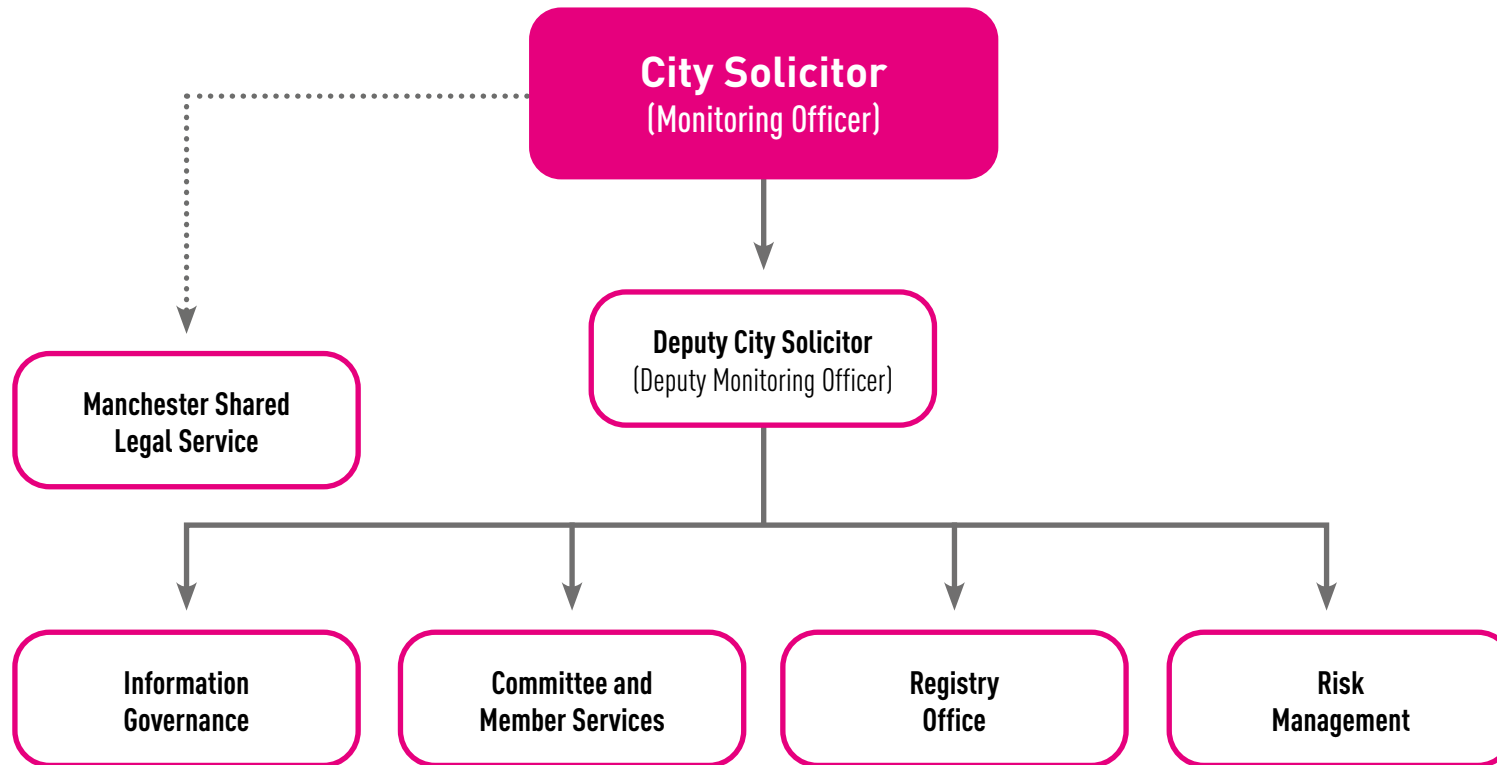 City Solicitor
(Monitoring Officer)
Deputy City Solicitor
(Deputy Monitoring Officer)
Manchester Shared
Legal Service
Information
Governance
Committee and
Member Services
Registry
Office
Risk
Management